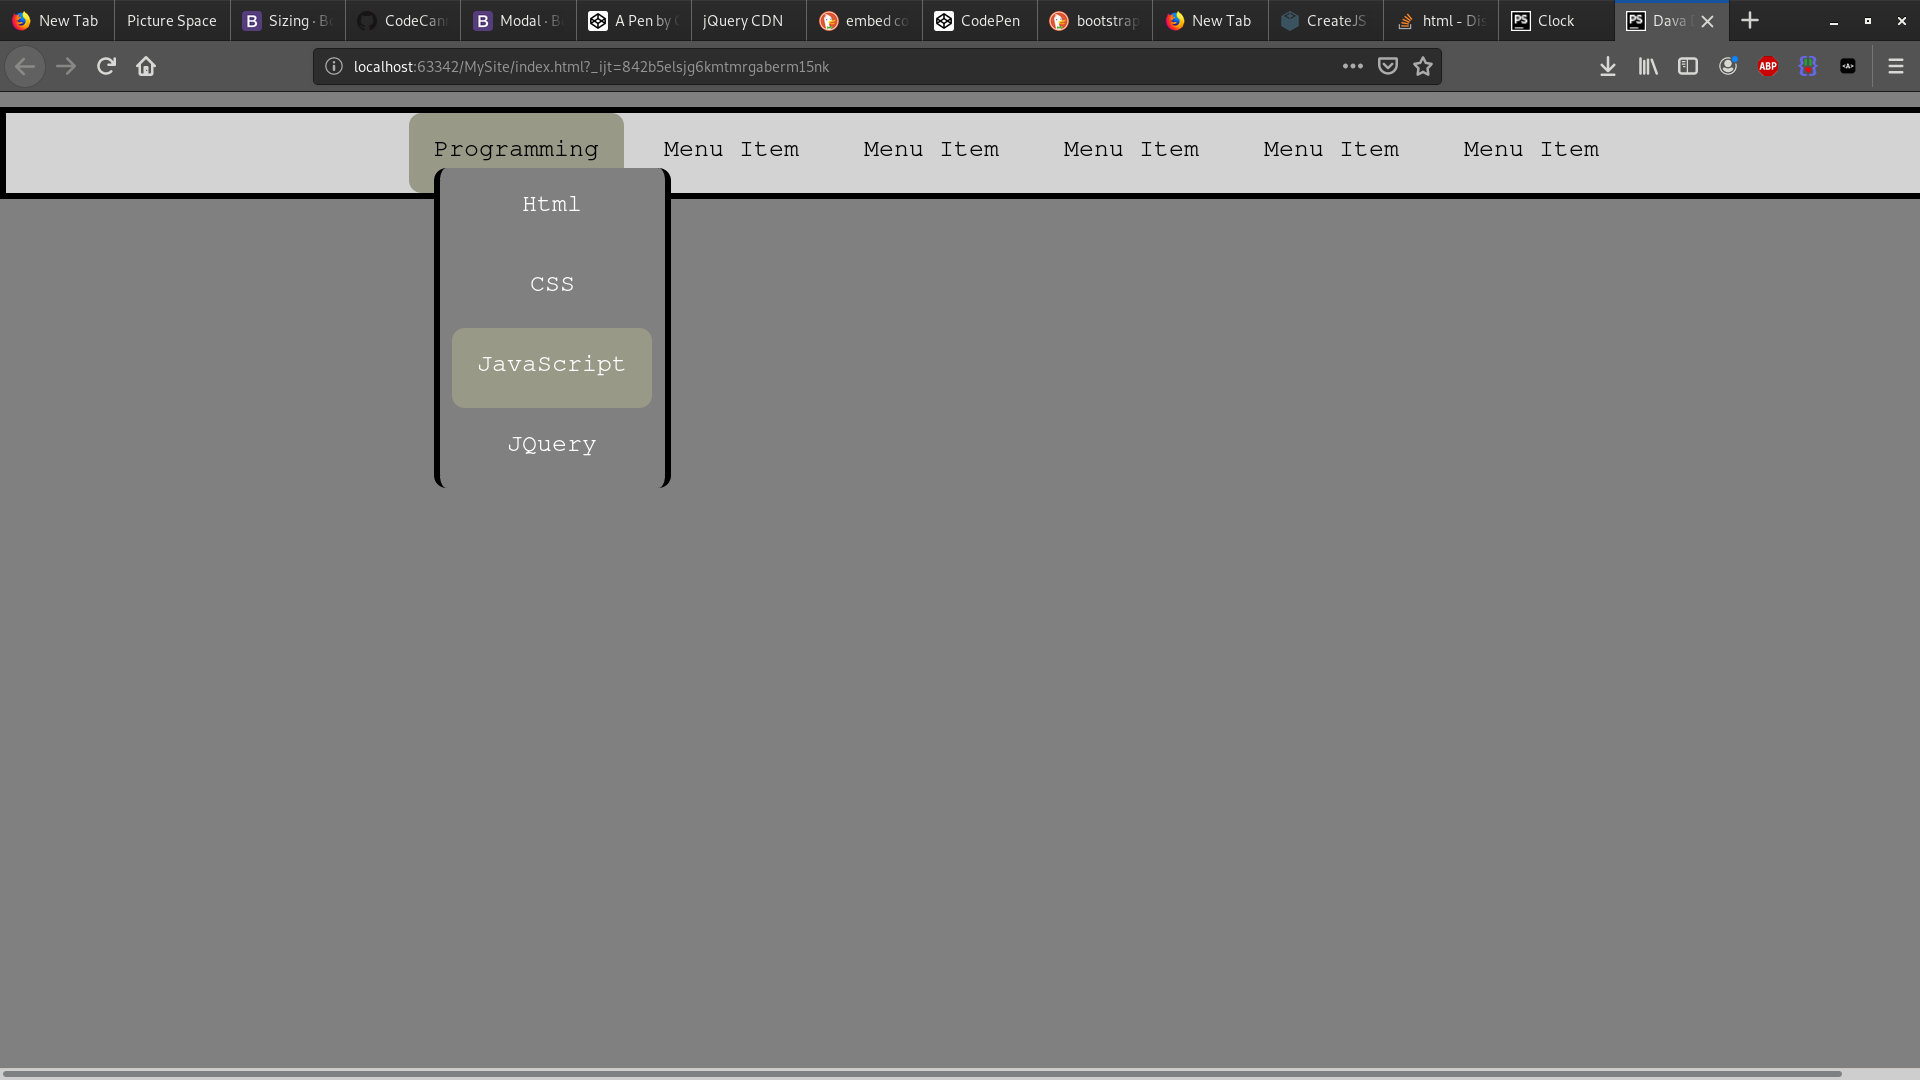 New Tab Picture Space Sizing · B CodeCan Modal · B A Pen by jQuery CDN embed co CodePen bootstrap New Tab CreateJS html - Dis Clock Dava
localhost:63342/MySite/index.html?_ijt=842b5elsjg6kmtmrgaberm15nk ABP
Programming Menu Item Menu Item Menu Item Menu Item Menu Item
Html
CSS
JavaScript
JQuery